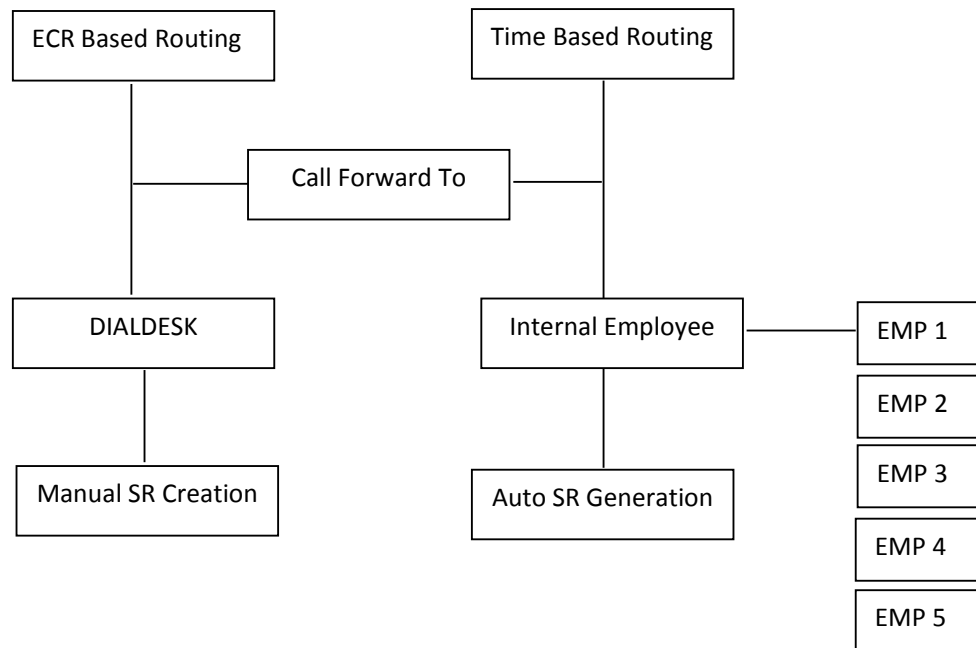 ECR Based Routing
Time Based Routing
Call Forward To
DIALDESK
Internal Employee
EMP 1
EMP 2
EMP 3
Manual SR Creation
Auto SR Generation
EMP 4
EMP 5